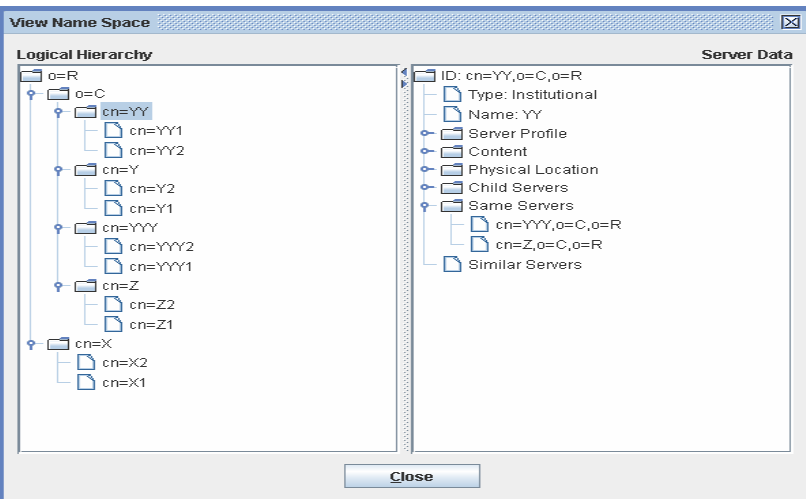 View Name Space
Logical Hierarchy
o=R
o=C
cn=YY
cn=YY1
cn=YY2
cn=Y
cn=Y2
cn=Y1
cn=YYY
cn=YYY2
cn=YYY1
cn=Z
cn=Z2
cn=Z1
cn=X
cn=X2
cn=X1
Server Data
ID: cn=YY,o=C,o=R
Type: Institutional
Name: YY
Server Profile
Content
Physical Location
Child Servers
Same Servers
cn=YYY,o=C,o=R
cn=Z,o=C,o=R
Similar Servers
Close